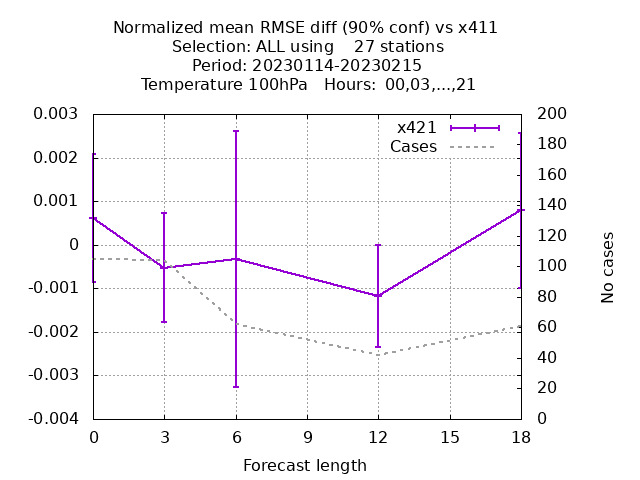 Normalized mean RMSE diff (90% conf) vs x411
Selection: ALL using    27 stations
Period: 20230114-20230215
Temperature 100hPa   Hours: 00,03,...,21
x421
Cases
0.003
0.002
0.001
0
-0.001
-0.002
-0.003
-0.004
200
180
160
140
120
100
80
60
40
20
0
No cases
0 3 6 9 12 15 18
Forecast length